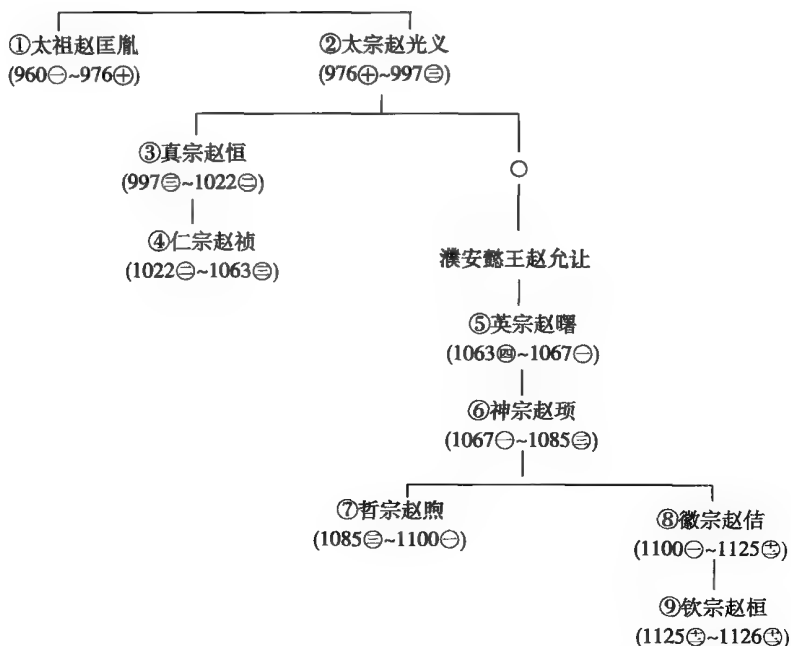 ①太祖赵匡胤
②太宗赵光义
(960㊀~976㊉)
(976㊉~997㊂)
③真宗赵恒
(997㊂~1022㊁)
④仁宗赵祯
(1022㊁~1063㊂)
濮安懿王赵允让
⑤英宗赵曙
(1063㊃~1067㊀)
⑥神宗赵顼
(1067㊀~1085㊂)
⑦哲宗赵煦
(1085㊂~1100㊀)
⑧徽宗赵佶
(1100㊀~1125十二)
⑨钦宗赵桓
(1125十二~1126十二)